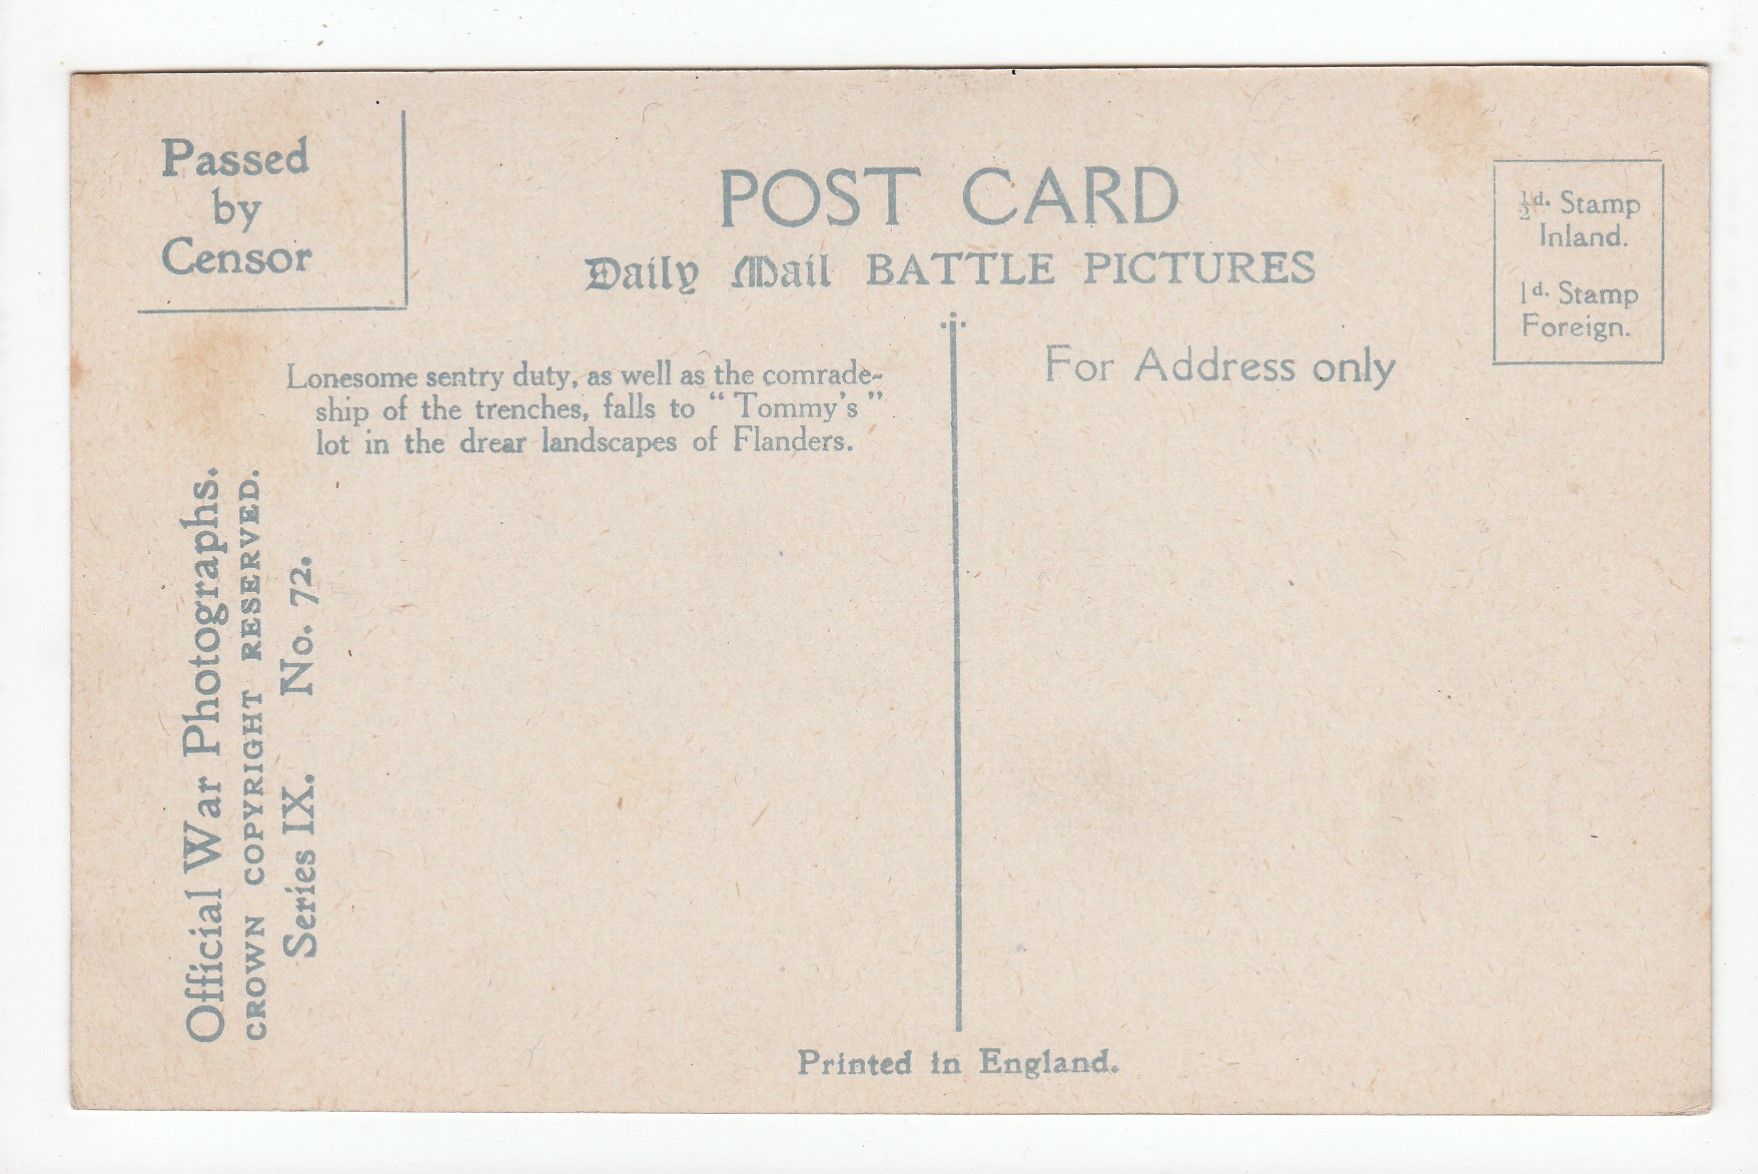 Passed
by
Censor
POST CARD
Daily Mail BATTLE PICTURES
½d. Stamp
Inland.
1d. Stamp
Foreign.
Lonesome sentry duty, as well as the comrade-
ship of the trenches, falls to "Tommy's"
lot in the drear landscapes of Flanders.
For Address only
Official War Photographs.
CROWN COPYRIGHT RESERVED.
Series IX. No. 72.
Printed in England.